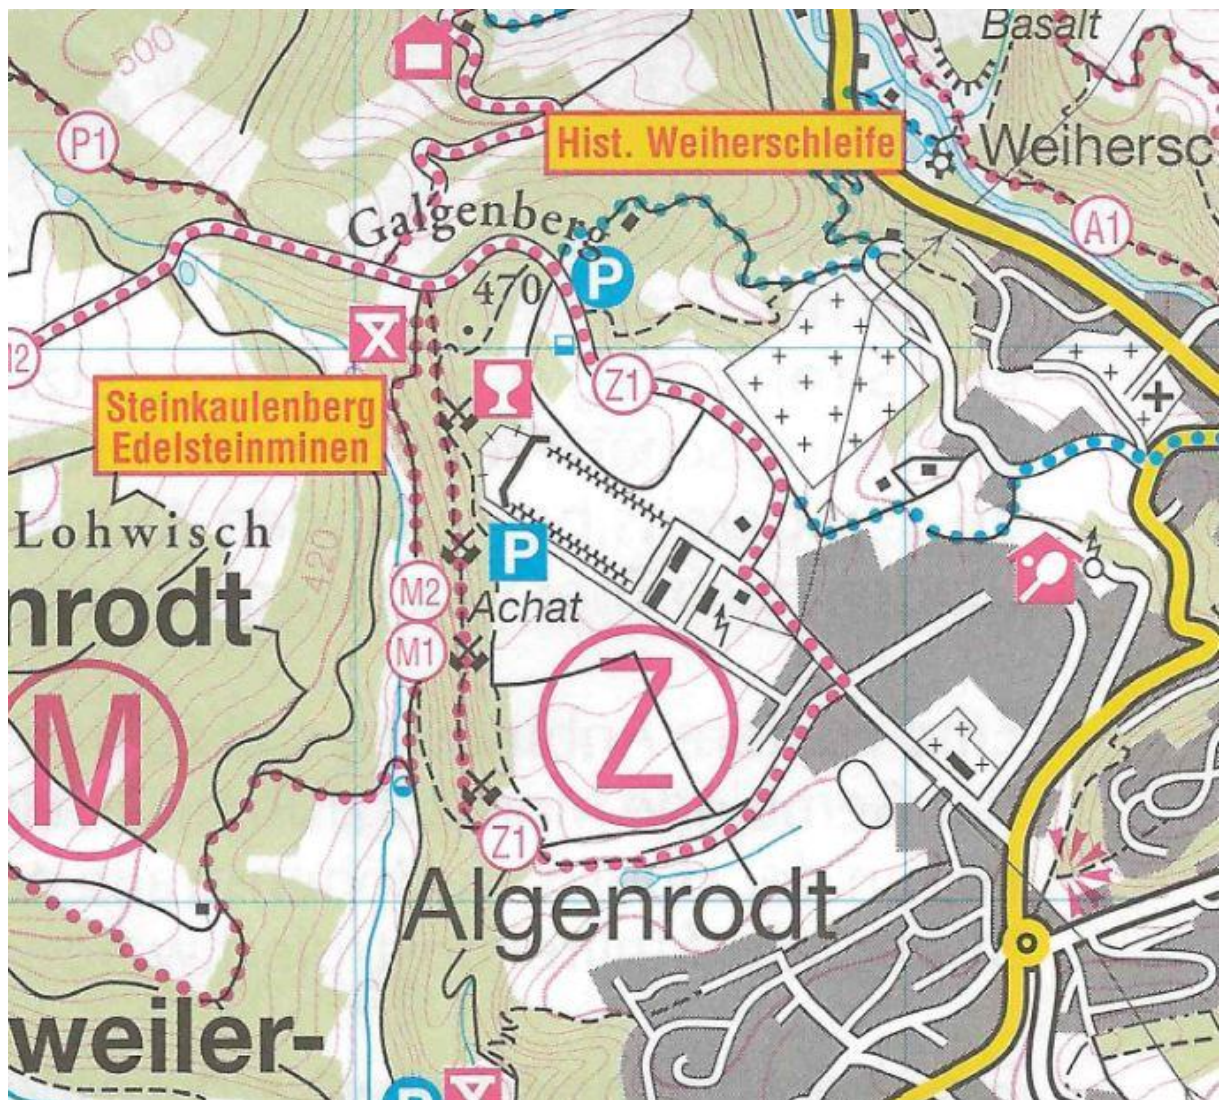 Basalt
500
P1
Hist. Weiherschleife
Weihersc
A1
Galgenberg
P
470
Z1
Steinkaulenberg
Edelsteinminen
Lohwisch
420
P
M2
Achat
nrodt
M1
Z
M
Z1
Algenrodt
weiler-
P